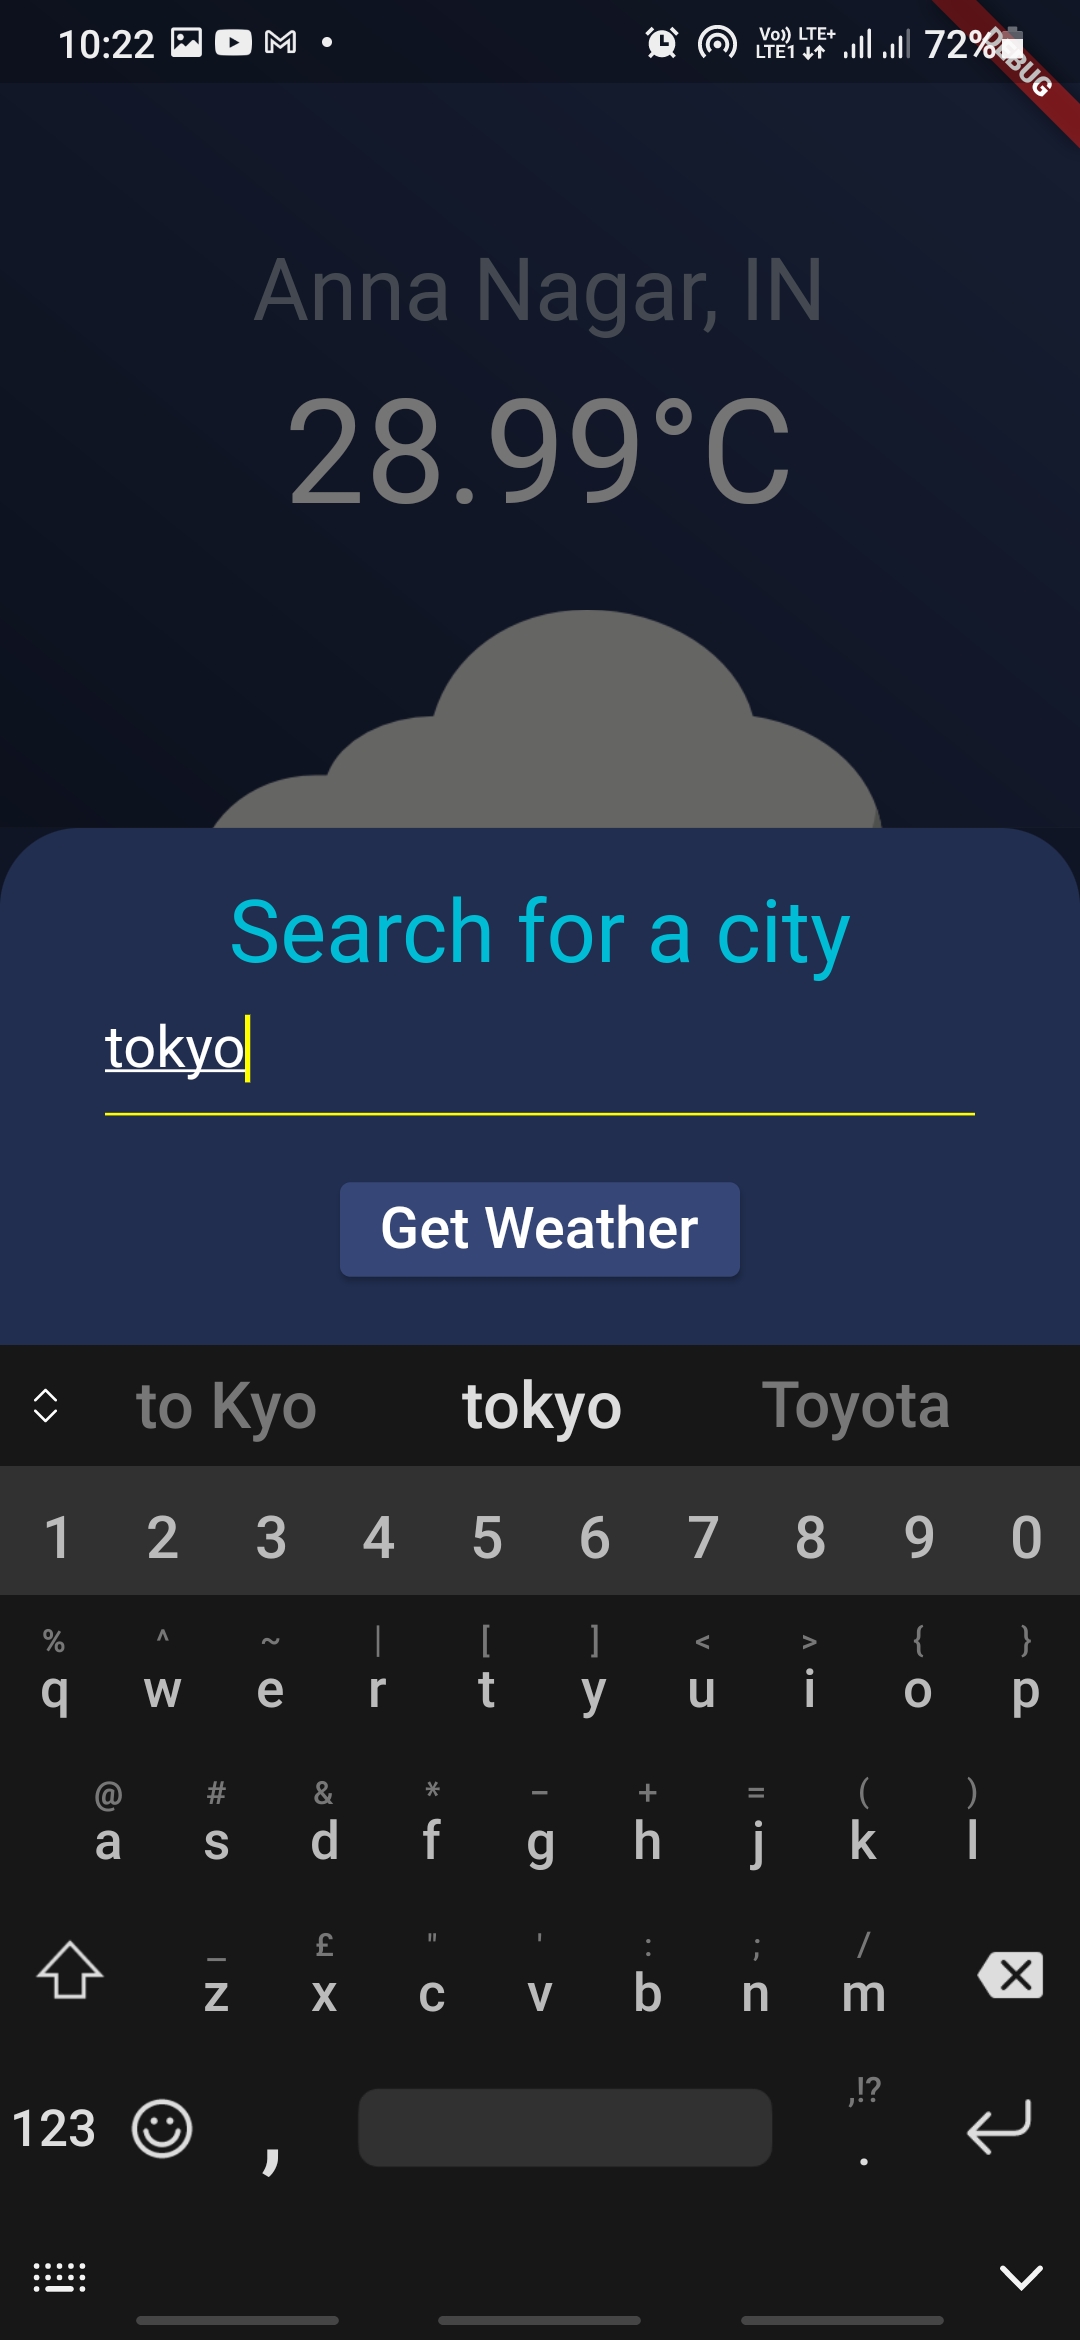 10:22 Vo)) LTE+ LTE1 72%
DEBUG
Anna Nagar, IN
28.99°C
Search for a city
tokyo
Get Weather
to Kyo tokyo Toyota
1 2 3 4 5 6 7 8 9 0
% ^ ~ | [ ] < > { }
q w e r t y u i o p
@ # & * - + = ( )
a s d f g h j k l
_ £ " ' : ; /
z x c v b n m
,!?
123 , .